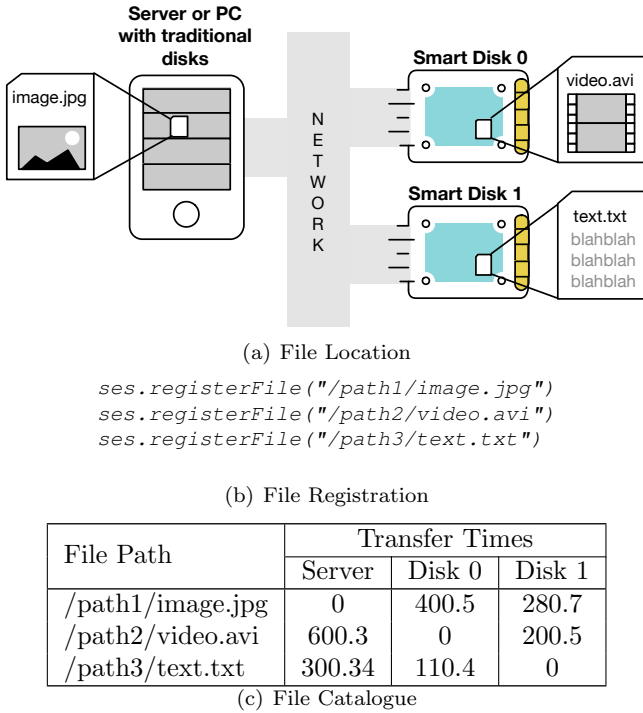 Server or PC
with traditional
disks
image.jpg
NETWORK
Smart Disk 0
video.avi
Smart Disk 1
text.txt
blahblah
blahblah
blahblah
(a) File Location
ses.registerFile("/path1/image.jpg")
ses.registerFile("/path2/video.avi")
ses.registerFile("/path3/text.txt")
(b) File Registration
File Path Transfer Times
Server Disk 0 Disk 1
/path1/image.jpg 0 400.5 280.7
/path2/video.avi 600.3 0 200.5
/path3/text.txt 300.34 110.4 0
(c) File Catalogue